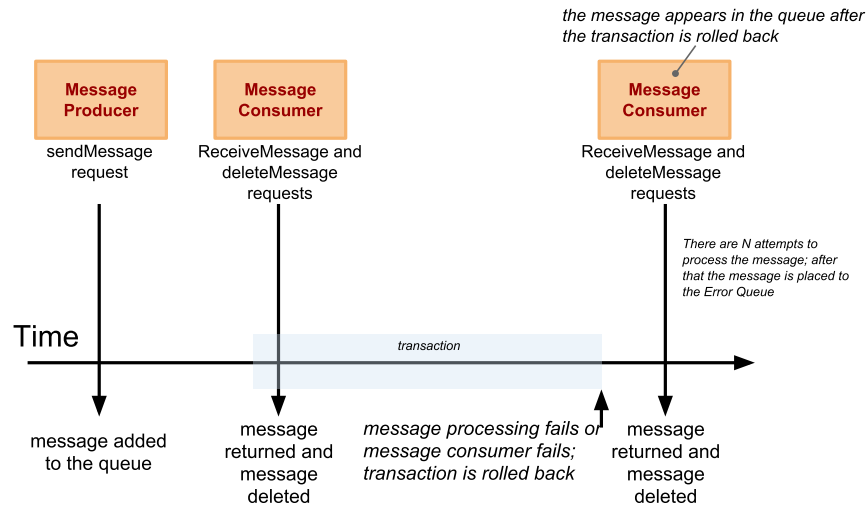 the message appears in the queue after
the transaction is rolled back
Message
Producer
Message
Consumer
Message
Consumer
sendMessage
request
ReceiveMessage and
deleteMessage
requests
ReceiveMessage and
deleteMessage
requests
There are N attempts to
process the message; after
that the message is placed to
the Error Queue
Time
transaction
message added
to the queue
message
returned and
message
deleted
message processing fails or
message consumer fails;
transaction is rolled back
message
returned and
message
deleted